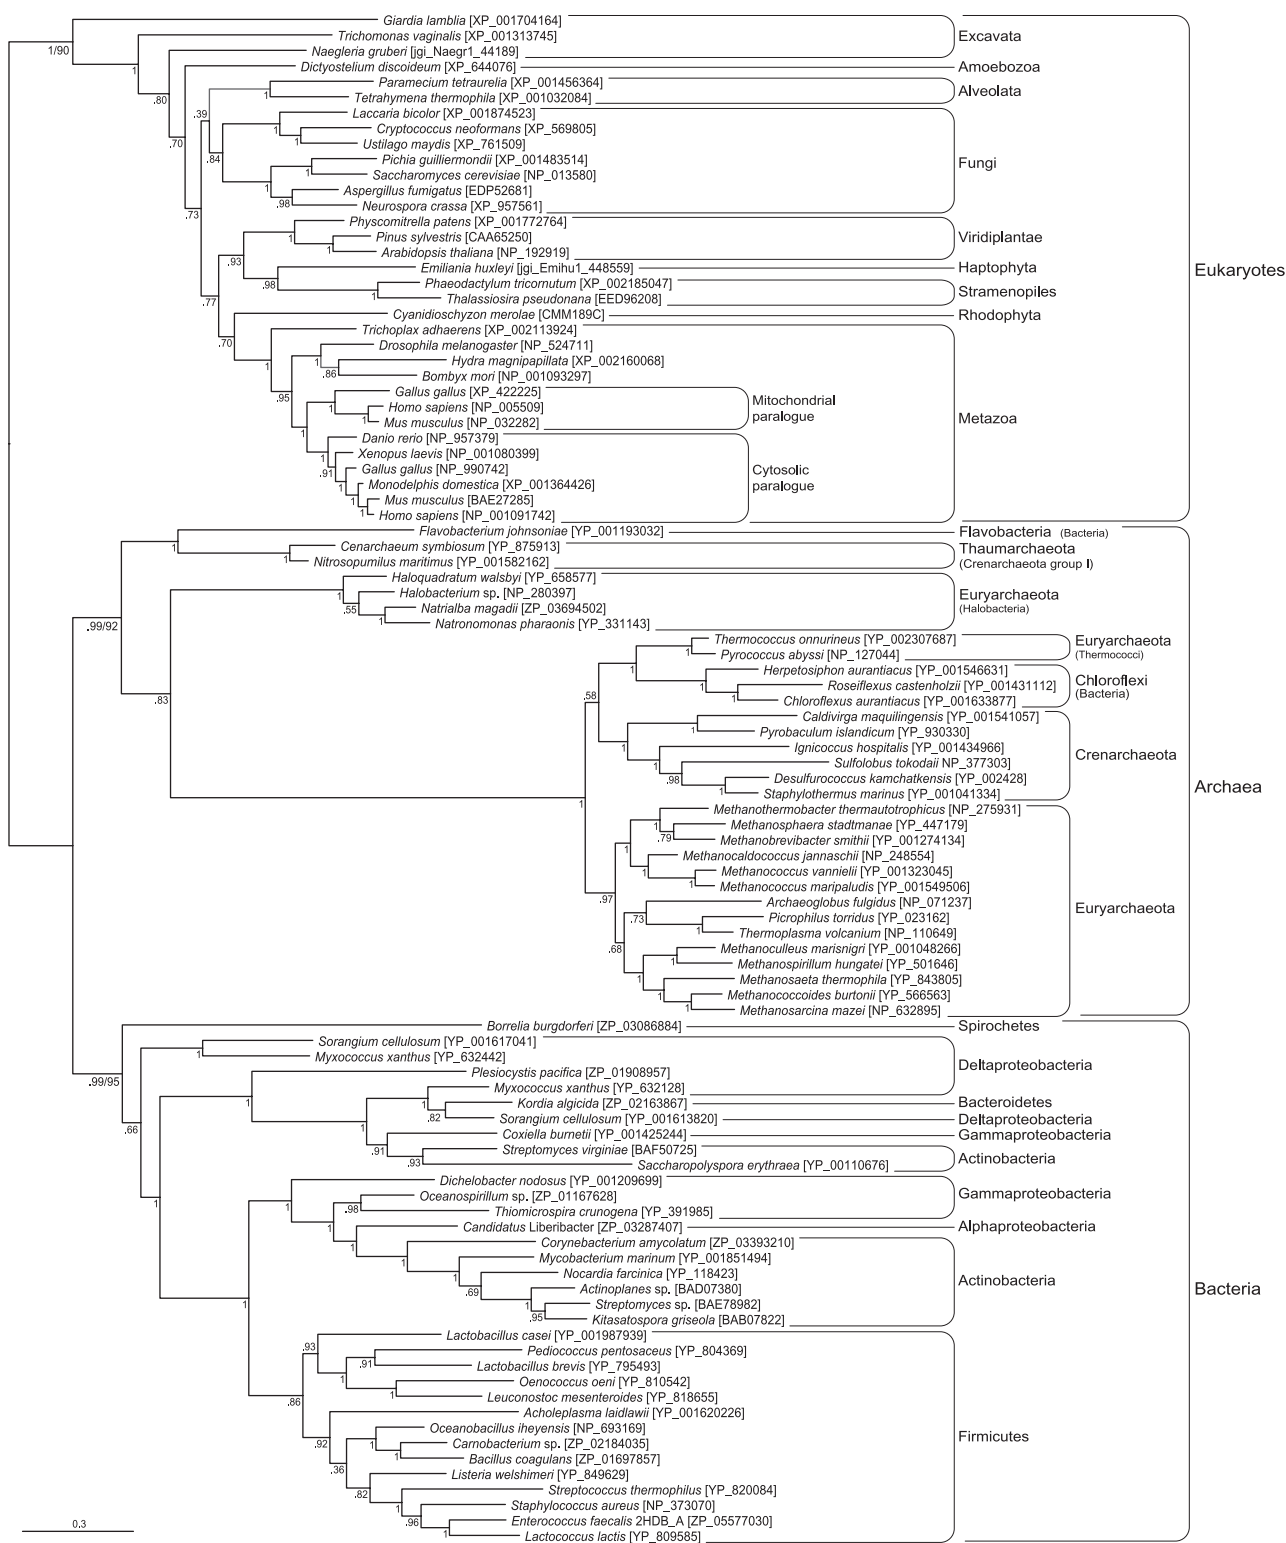 Giardia lamblia [XP_001704164]
Trichomonas vaginalis [XP_001313745]
Excavata
1/90
Naegleria gruberi [jgi_Naegr1_44189]
1
Dictyostelium discoideum [XP_644076]
Amoebozoa
Paramecium tetraurelia [XP_001456364]
.80
Alveolata
1
Tetrahymena thermophila [XP_001032084]
.39
Laccaria bicolor [XP_001874523]
1
Cryptococcus neoformans [XP_569805]
.70
1
Ustilago maydis [XP_761509]
.84
Pichia guilliermondii [XP_001483514]
Fungi
1
Saccharomyces cerevisiae [NP_013580]
1
Aspergillus fumigatus [EDP52681]
1
.98
Neurospora crassa [XP_957561]
.73
Physcomitrella patens [XP_001772764]
1
Pinus sylvestris [CAA65250]
Viridiplantae
1
Arabidopsis thaliana [NP_192919]
.93
Emiliania huxleyi [jgi_Emihu1_448559]
Haptophyta
Eukaryotes
.98
Phaeodactylum tricornutum [XP_002185047]
Stramenopiles
1
Thalassiosira pseudonana [EED96208]
.77
Cyanidioschyzon merolae [CMM189C]
Rhodophyta
Trichoplax adhaerens [XP_002113924]
.70
Drosophila melanogaster [NP_524711]
1
1
Hydra magnipapillata [XP_002160068]
.86
Bombyx mori [NP_001093297]
.95
Gallus gallus [XP_422225]
Mitochondrial
paralogue
1
Homo sapiens [NP_005509]
1
Mus musculus [NP_032282]
Metazoa
1
Danio rerio [NP_957379]
1
Xenopus laevis [NP_001080399]
.91
Gallus gallus [NP_990742]
Cytosolic
paralogue
1
Monodelphis domestica [XP_001364426]
1
Mus musculus [BAE27285]
1
Homo sapiens [NP_001091742]
Flavobacterium johnsoniae [YP_001193032]
Flavobacteria (Bacteria)
1
Cenarchaeum symbiosum [YP_875913]
Thaumarchaeota
(Crenarchaeota group I)
1
Nitrosopumilus maritimus [YP_001582162]
Haloquadratum walsbyi [YP_658577]
1
Halobacterium sp. [NP_280397]
Euryarchaeota
(Halobacteria)
.55
Natrialba magadii [ZP_03694502]
1
Natronomonas pharaonis [YP_331143]
.99/92
Thermococcus onnurineus [YP_002307687]
Euryarchaeota
(Thermococci)
1
Pyrococcus abyssi [NP_127044]
1
Herpetosiphon aurantiacus [YP_001546631]
Chloroflexi
(Bacteria)
1
Roseiflexus castenholzii [YP_001431112]
1
Chloroflexus aurantiacus [YP_001633877]
.83
.58
Caldivirga maquilingensis [YP_001541057]
1
Pyrobaculum islandicum [YP_930330]
1
Ignicoccus hospitalis [YP_001434966]
Crenarchaeota
1
Sulfolobus tokodaii NP_377303]
.98
Desulfurococcus kamchatkensis [YP_002428]
1
Staphylothermus marinus [YP_001041334]
Archaea
1
Methanothermobacter thermautotrophicus [NP_275931]
1
Methanosphaera stadtmanae [YP_447179]
.79
Methanobrevibacter smithii [YP_001274134]
1
Methanocaldococcus jannaschii [NP_248554]
1
Methanococcus vannielii [YP_001323045]
1
Methanococcus maripaludis [YP_001549506]
.97
Archaeoglobus fulgidus [NP_071237]
Euryarchaeota
.73
Picrophilus torridus [YP_023162]
1
Thermoplasma volcanium [NP_110649]
.68
Methanoculleus marisnigri [YP_001048266]
1
Methanospirillum hungatei [YP_501646]
1
Methanosaeta thermophila [YP_843805]
1
Methanococcoides burtonii [YP_566563]
1
Methanosarcina mazei [NP_632895]
Borrelia burgdorferi [ZP_03086884]
Spirochetes
Sorangium cellulosum [YP_001617041]
1
Myxococcus xanthus [YP_632442]
Deltaproteobacteria
.99/95
Plesiocystis pacifica [ZP_01908957]
Myxococcus xanthus [YP_632128]
1
1
Kordia algicida [ZP_02163867]
Bacteroidetes
.82
Sorangium cellulosum [YP_001613820]
Deltaproteobacteria
.66
1
Coxiella burnetii [YP_001425244]
Gammaproteobacteria
.91
Streptomyces virginiae [BAF50725]
Actinobacteria
.93
Saccharopolyspora erythraea [YP_00110676]
Dichelobacter nodosus [YP_001209699]
Gammaproteobacteria
1
Oceanospirillum sp. [ZP_01167628]
.98
Thiomicrospira crunogena [YP_391985]
1
1
Candidatus Liberibacter [ZP_03287407]
Alphaproteobacteria
1
Corynebacterium amycolatum [ZP_03393210]
1
Mycobacterium marinum [YP_001851494]
1
Nocardia farcinica [YP_118423]
Actinobacteria
.69
Actinoplanes sp. [BAD07380]
Bacteria
1
Streptomyces sp. [BAE78982]
1
.95
Kitasatospora griseola [BAB07822]
Lactobacillus casei [YP_001987939]
.93
Pediococcus pentosaceus [YP_804369]
.91
Lactobacillus brevis [YP_795493]
1
Oenococcus oeni [YP_810542]
1
Leuconostoc mesenteroides [YP_818655]
.86
Acholeplasma laidlawii [YP_001620226]
Oceanobacillus iheyensis [NP_693169]
Firmicutes
.92
1
Carnobacterium sp. [ZP_02184035]
1
Bacillus coagulans [ZP_01697857]
.36
Listeria welshimeri [YP_849629]
.82
Streptococcus thermophilus [YP_820084]
1
Staphylococcus aureus [NP_373070]
.96
Enterococcus faecalis 2HDB_A [ZP_05577030]
0.3
1
Lactococcus lactis [YP_809585]